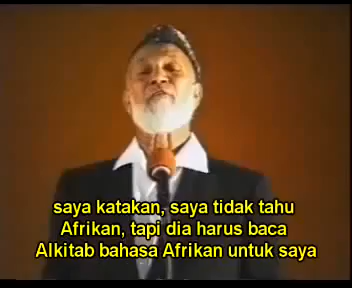 saya katakan, saya tidak tahu
Afrikan, tapi dia harus baca
Alkitab bahasa Afrikan untuk saya